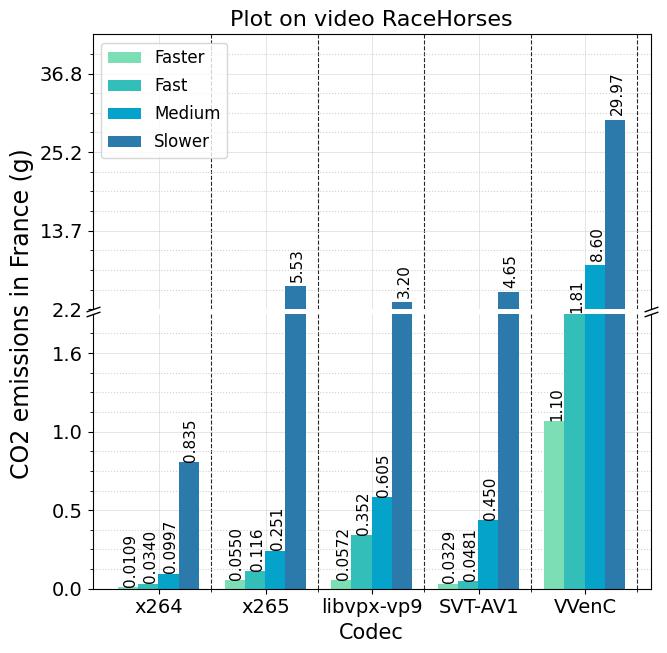 Plot on video RaceHorses
Faster
Fast
Medium
Slower
CO2 emissions in France (g)
36.8
25.2
13.7
2.2
2.2
1.6
1.0
0.5
0.0
0.0109
0.0340
0.0997
0.835
0.0550
0.116
0.251
5.53
0.0572
0.352
0.605
3.20
0.0329
0.0481
0.450
4.65
1.10
1.81
8.60
29.97
x264
x265
libvpx-vp9
SVT-AV1
VVenC
Codec